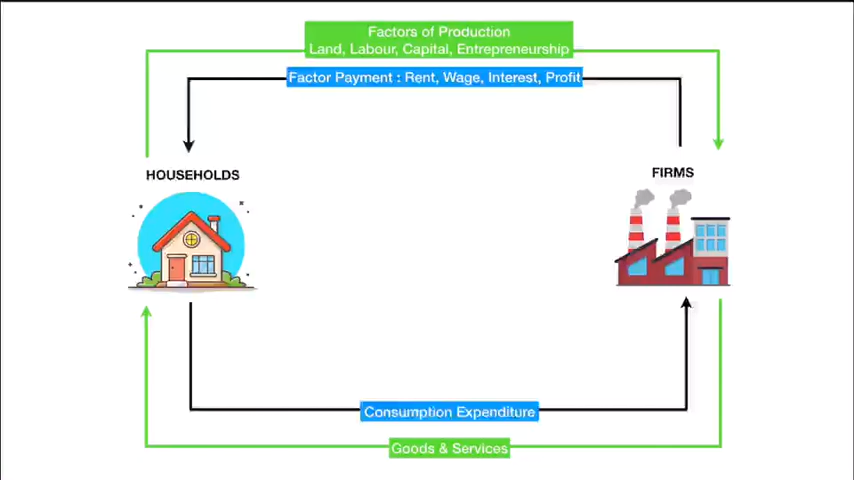 Factors of Production
Land, Labour, Capital, Entrepreneurship
Factor Payment : Rent, Wage, Interest, Profit
HOUSEHOLDS
FIRMS
Consumption Expenditure
Goods & Services